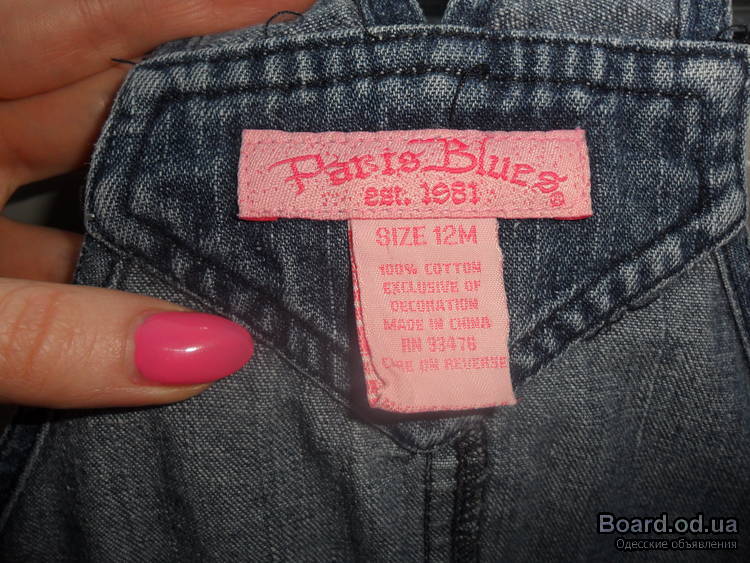 Paris Blues
est. 1981
©
SIZE 12M
100% COTTON
EXCLUSIVE OF
DECORATION
MADE IN CHINA
RN 93476
CARE ON REVERSE
Board.od.ua
Одесские объявления